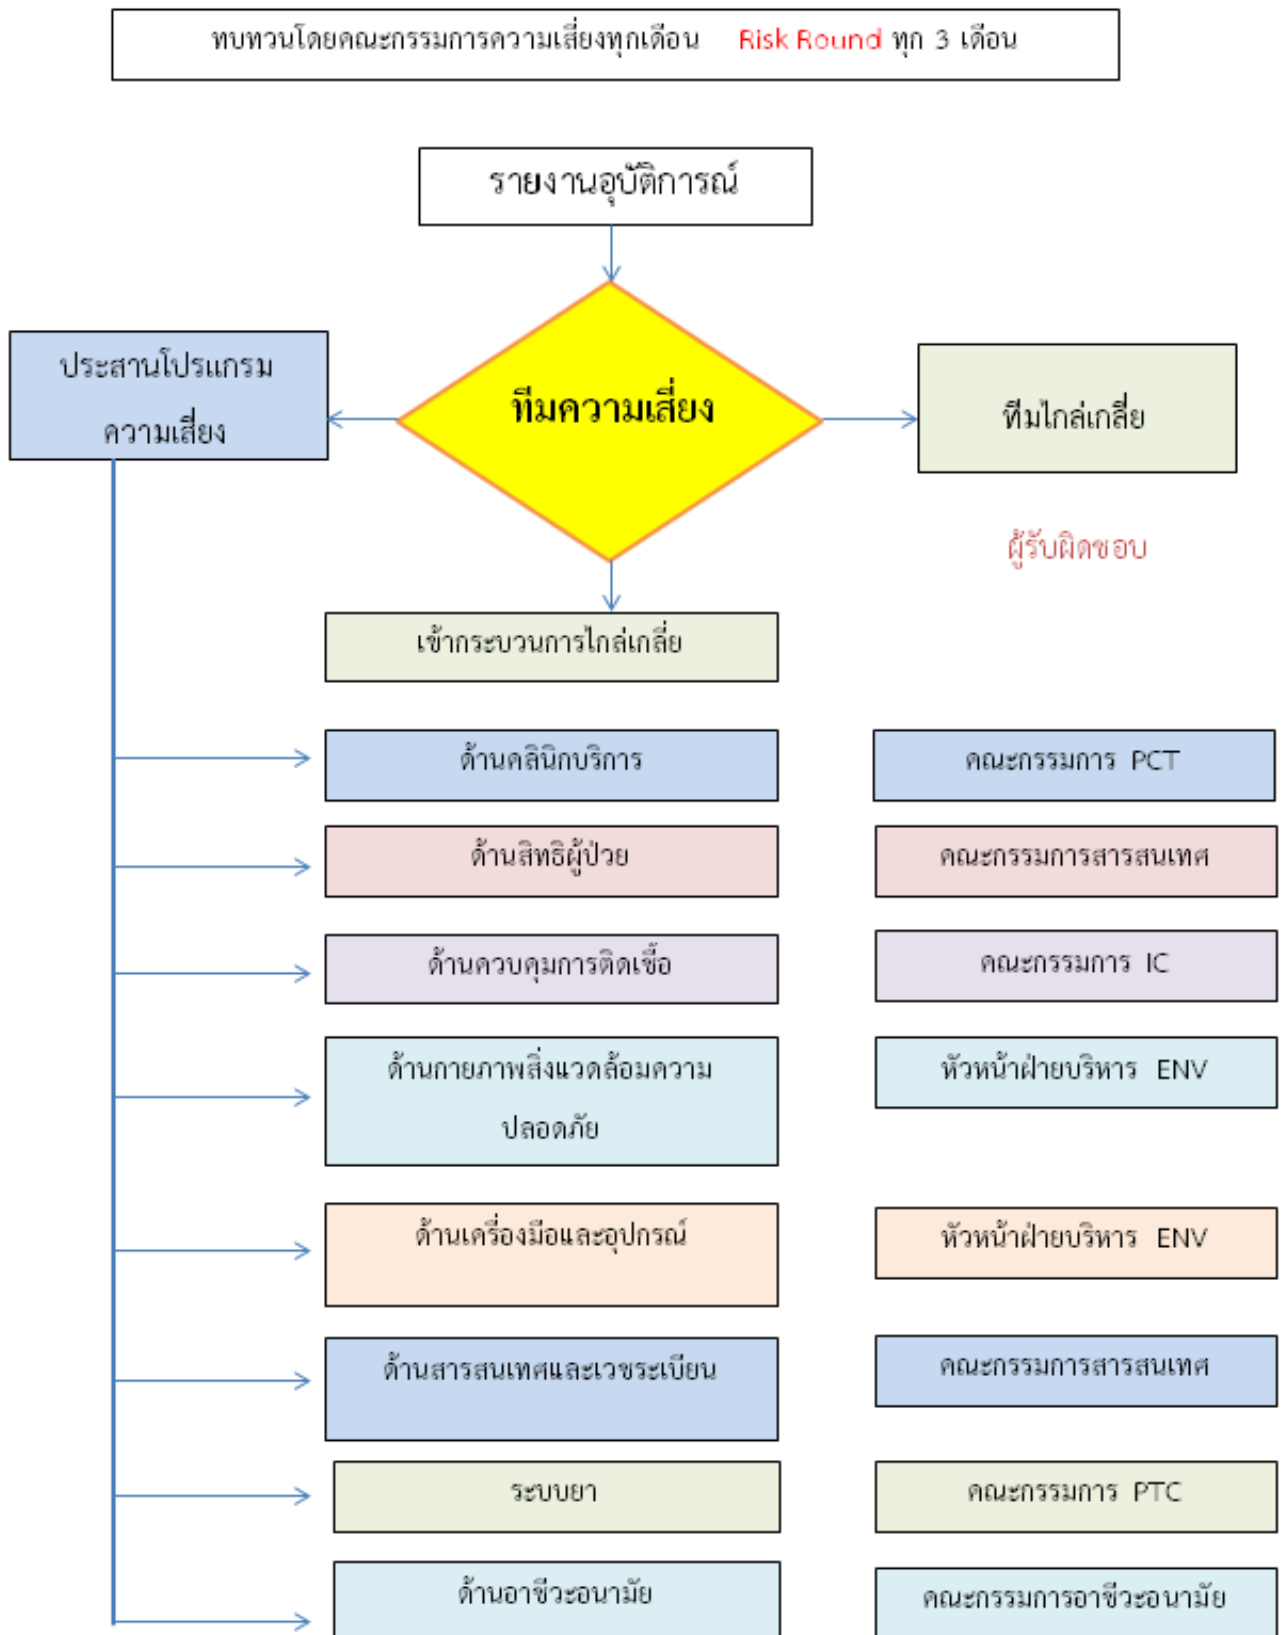 ทบทวนโดยคณะกรรมการความเสี่ยงทุกเดือน Risk Round ทุก 3 เดือน
รายงานอุบัติการณ์
ประสานโปรแกรม
ความเสี่ยง
ทีมความเสี่ยง
ทีมไกล่เกลี่ย
ผู้รับผิดชอบ
เข้ากระบวนการไกล่เกลี่ย
ด้านคลินิกบริการ
คณะกรรมการ PCT
ด้านสิทธิผู้ป่วย
คณะกรรมการสารสนเทศ
ด้านควบคุมการติดเชื้อ
คณะกรรมการ IC
ด้านกายภาพสิ่งแวดล้อมความ
ปลอดภัย
หัวหน้าฝ่ายบริหาร ENV
ด้านเครื่องมือและอุปกรณ์
หัวหน้าฝ่ายบริหาร ENV
ด้านสารสนเทศและเวชระเบียน
คณะกรรมการสารสนเทศ
ระบบยา
คณะกรรมการ PTC
ด้านอาชีวะอนามัย
คณะกรรมการอาชีวะอนามัย